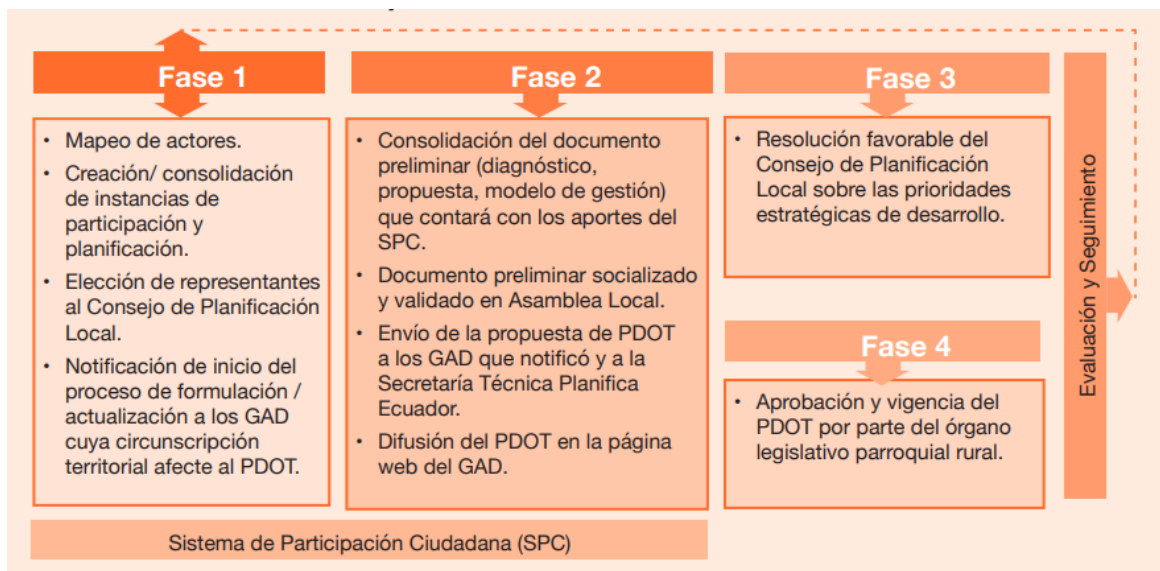 Fase 1
• Mapeo de actores.
• Creación/ consolidación
de instancias de
participación y
planificación.
• Elección de representantes
al Consejo de Planificación
Local.
• Notificación de inicio del
proceso de formulación /
actualización a los GAD
cuya circunscripción
territorial afecte al PDOT.
Fase 2
• Consolidación del documento
preliminar (diagnóstico,
propuesta, modelo de gestión)
que contará con los aportes del
SPC.
• Documento preliminar socializado
y validado en Asamblea Local.
• Envío de la propuesta de PDOT
a los GAD que notificó y a la
Secretaría Técnica Planifica
Ecuador.
• Difusión del PDOT en la página
web del GAD.
Sistema de Participación Ciudadana (SPC)
Fase 3
• Resolución favorable del
Consejo de Planificación
Local sobre las prioridades
estratégicas de desarrollo.
Fase 4
• Aprobación y vigencia del
PDOT por parte del órgano
legislativo parroquial rural.
Evaluación y Seguimiento